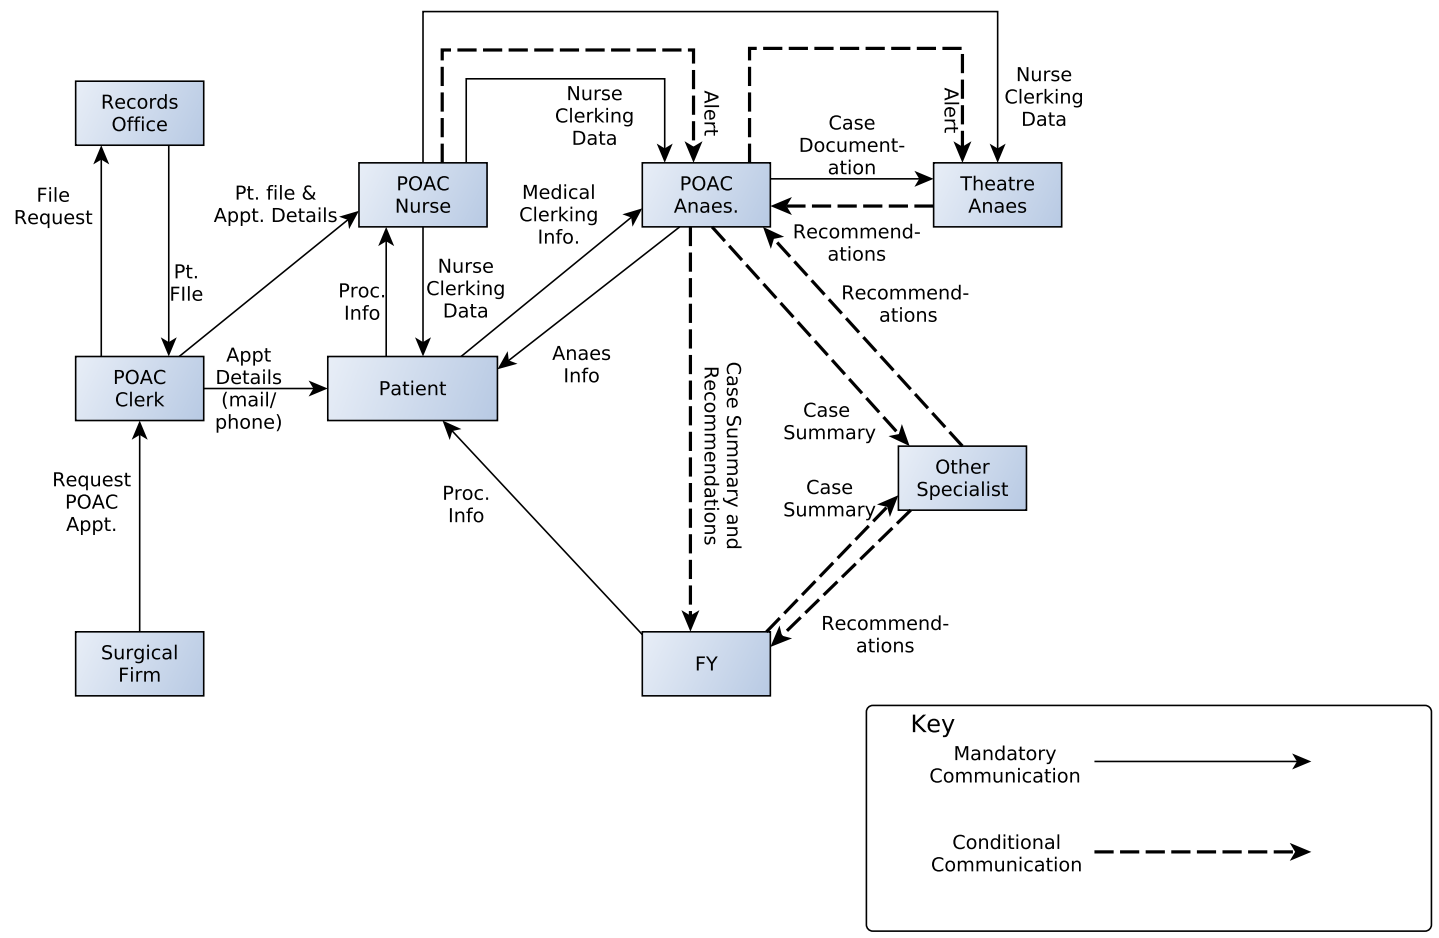 Nurse
Clerking
Data
Records
Office
Nurse
Clerking
Data
Alert
Alert
Case
Document-
ation
File
Request
Pt. file &
Appt. Details
POAC
Nurse
Medical
Clerking
Info.
POAC
Anaes.
Theatre
Anaes
Recommend-
ations
Pt.
FIle
Proc.
Info
Nurse
Clerking
Data
Recommend-
ations
POAC
Clerk
Appt
Details
(mail/
phone)
Patient
Anaes
Info
Case Summary and
Recommendations
Case
Summary
Other
Specialist
Request
POAC
Appt.
Proc.
Info
Case
Summary
Recommend-
ations
Surgical
Firm
FY
Key
Mandatory
Communication
Conditional
Communication